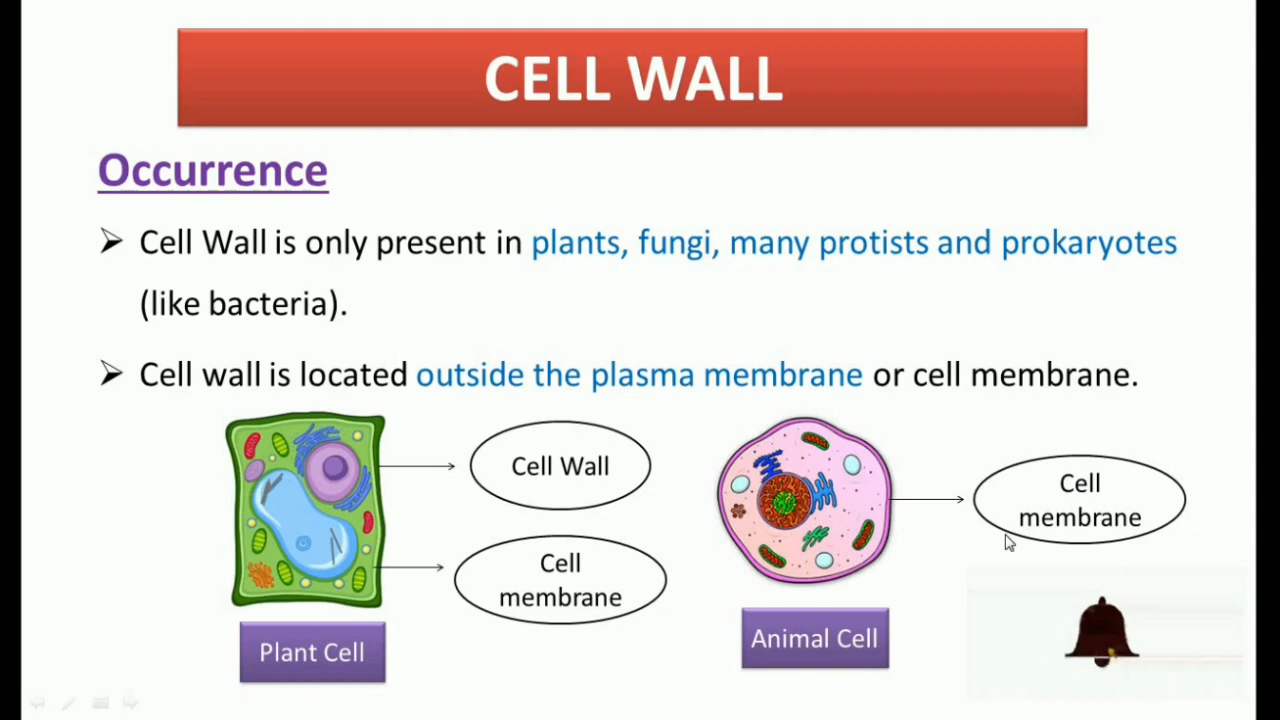 CELL WALL
Occurrence
➢ Cell Wall is only present in plants, fungi, many protists and prokaryotes
(like bacteria).
➢ Cell wall is located outside the plasma membrane or cell membrane.
Cell Wall
Cell
membrane
Plant Cell
Cell
membrane
Animal Cell